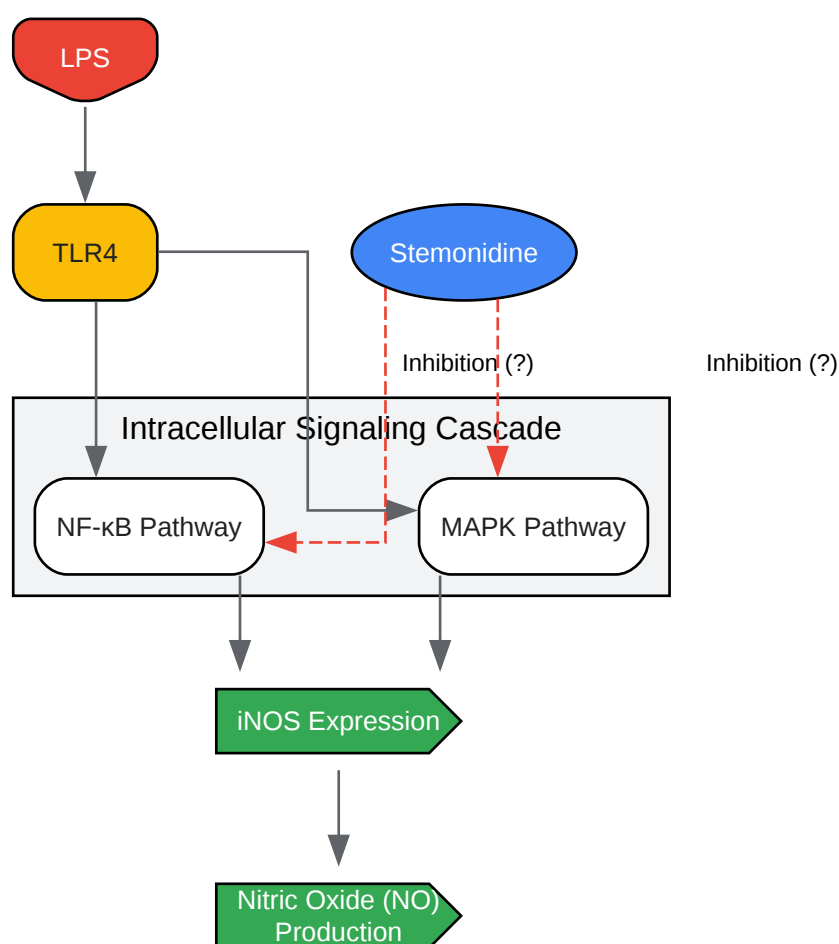 LPS
TLR4
Stemonidine
Inhibition (?)
Inhibition (?)
Intracellular Signaling Cascade
NF-κB Pathway
MAPK Pathway
iNOS Expression
Nitric Oxide (NO)
Production